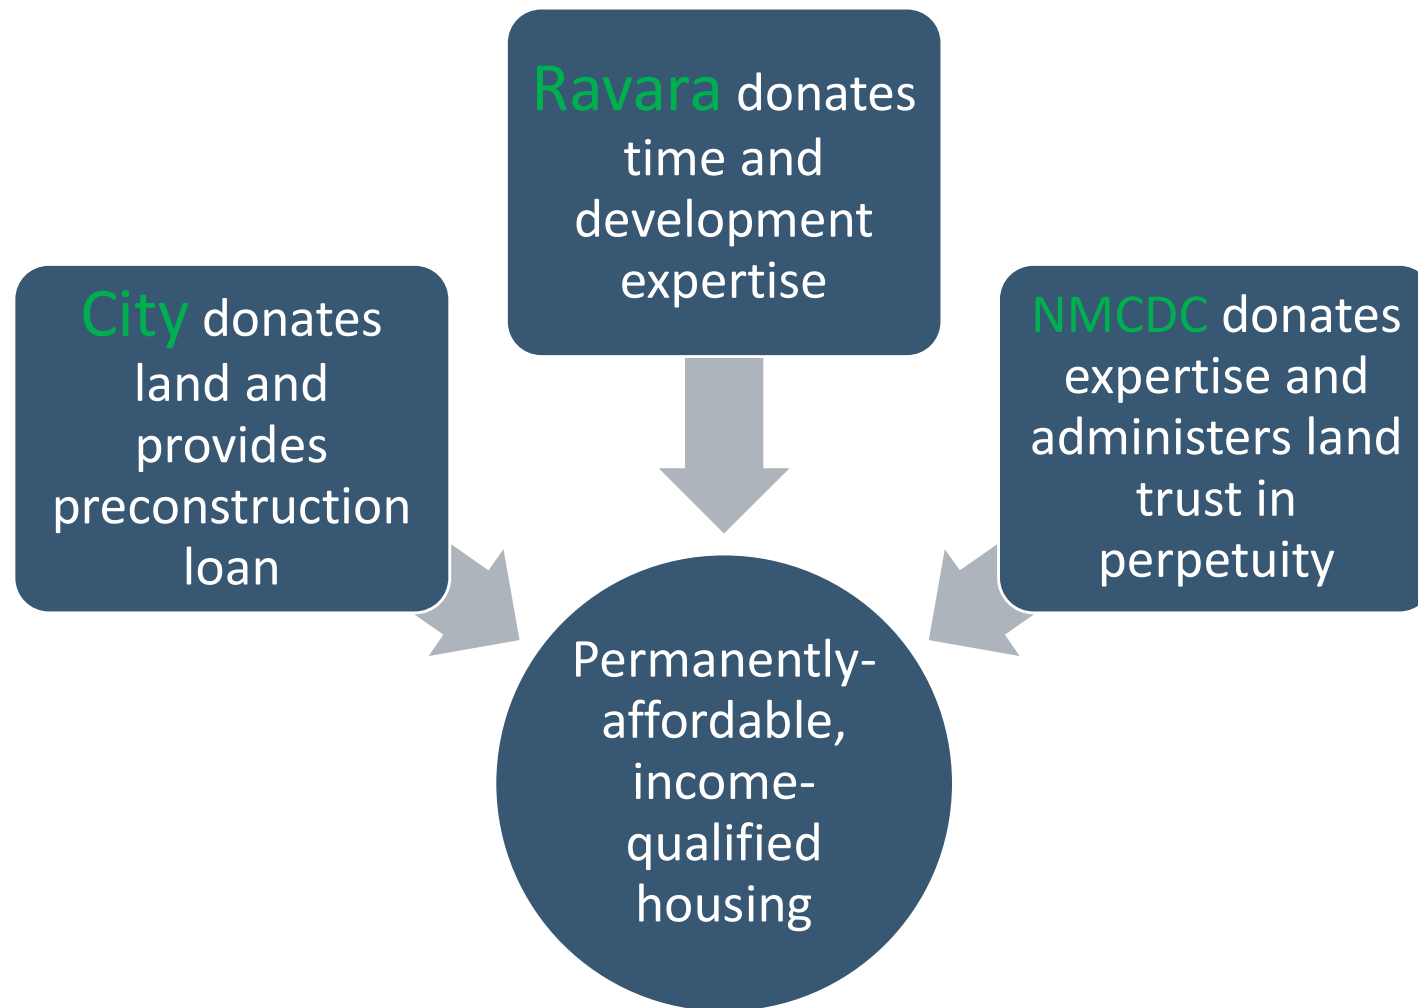 Ravara donates
time and
development
expertise
City donates
land and
provides
preconstruction
loan
NMCDC donates
expertise and
administers land
trust in
perpetuity
Permanently-
affordable,
income-
qualified
housing